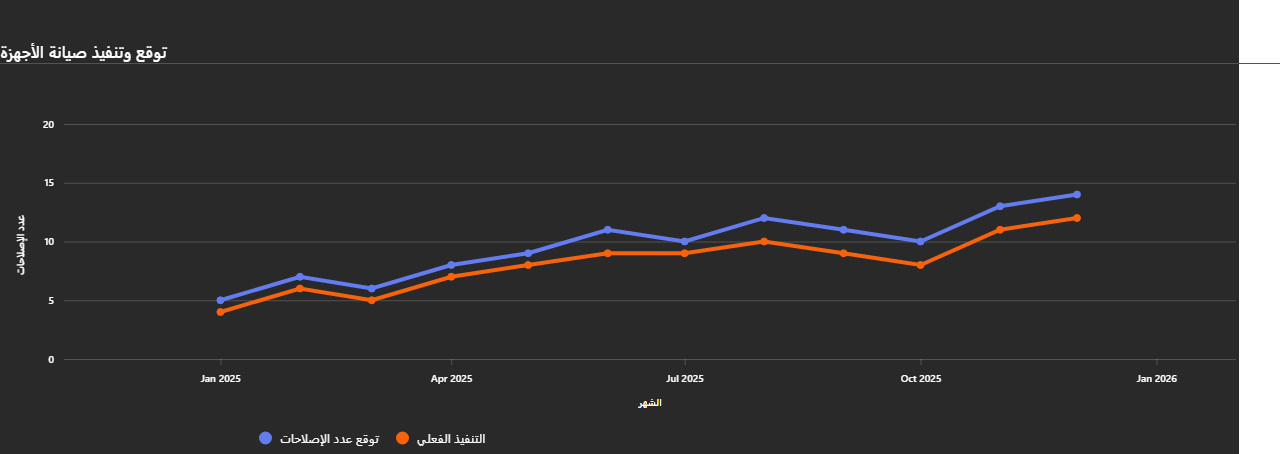 توقع وتنفيذ صيانة الأجهزة
20
15
10
5
0
عدد الإصلاحات
Jan 2025
Apr 2025
Jul 2025
Oct 2025
Jan 2026
الشهر
توقع عدد الإصلاحات
التنفيذ الفعلي